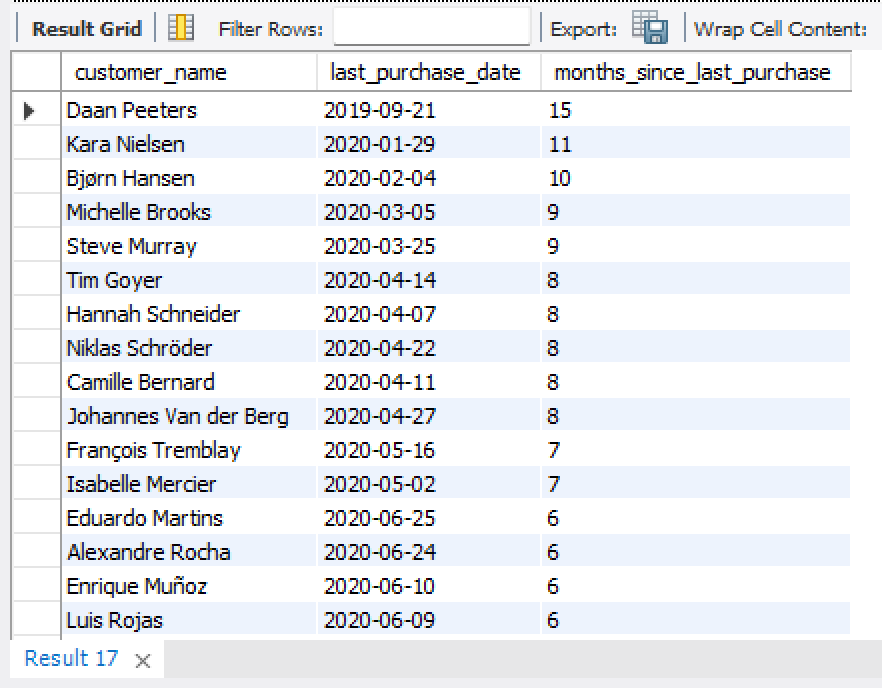 Result Grid Filter Rows: Export: Wrap Cell Content:
customer_name last_purchase_date months_since_last_purchase
Daan Peeters 2019-09-21 15
Kara Nielsen 2020-01-29 11
Bjørn Hansen 2020-02-04 10
Michelle Brooks 2020-03-05 9
Steve Murray 2020-03-25 9
Tim Goyer 2020-04-14 8
Hannah Schneider 2020-04-07 8
Niklas Schröder 2020-04-22 8
Camille Bernard 2020-04-11 8
Johannes Van der Berg 2020-04-27 8
François Tremblay 2020-05-16 7
Isabelle Mercier 2020-05-02 7
Eduardo Martins 2020-06-25 6
Alexandre Rocha 2020-06-24 6
Enrique Muñoz 2020-06-10 6
Luis Rojas 2020-06-09 6
Result 17